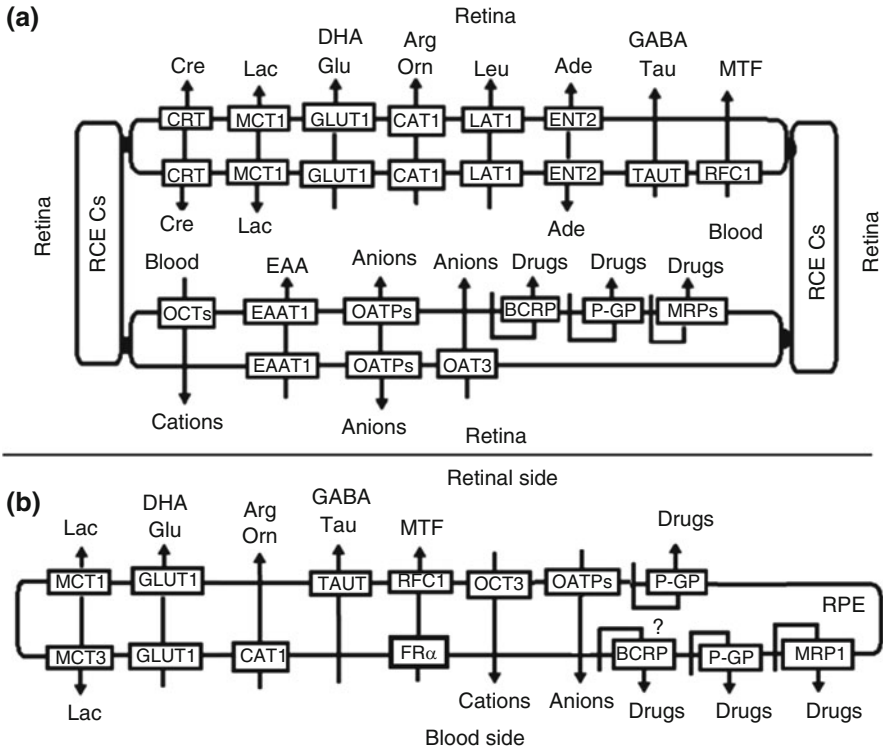 (a)
Retina
DHA
Arg
GABA
Cre
Lac
Glu
Orn
Leu
Ade
Tau
MTF
CRT
MCT1
GLUT1
CAT1
LAT1
ENT2
CRT
MCT1
GLUT1
CAT1
LAT1
ENT2
TAUT
RFC1
Retina
RCE Cs
RCE Cs
Retina
Cre
Lac
Ade
Blood
Blood
EAA
Anions
Anions
Drugs
Drugs
Drugs
OCTs
EAAT1
OATPs
BCRP
P-GP
MRPs
EAAT1
OATPs
OAT3
Cations
Anions
Retina
(b)
Retinal side
DHA
Arg
GABA
Lac
Glu
Orn
Tau
MTF
Drugs
MCT1
GLUT1
TAUT
RFC1
OCT3
OATPs
P-GP
RPE
?
MCT3
GLUT1
CAT1
FRα
BCRP
P-GP
MRP1
Lac
Cations
Anions
Drugs
Drugs
Drugs
Blood side